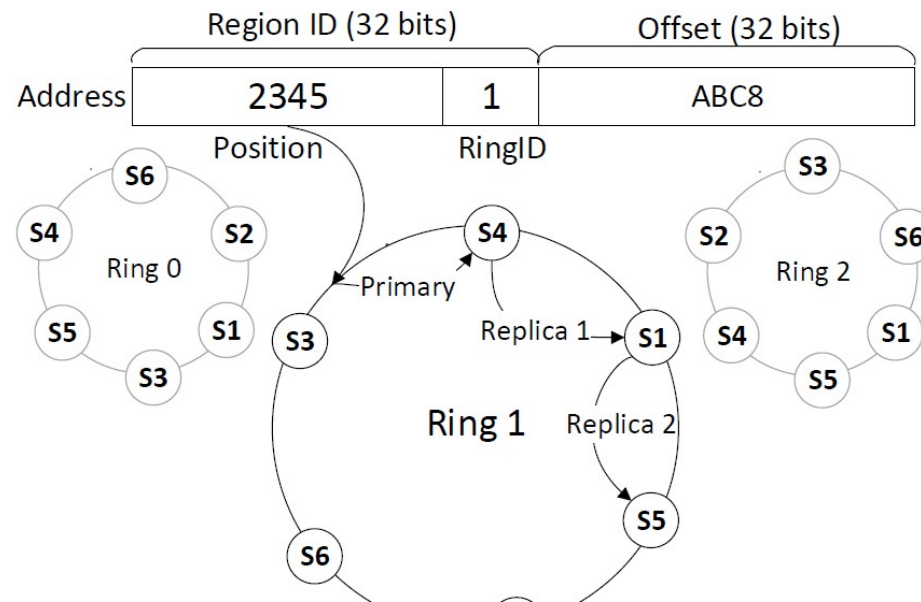 Region ID (32 bits)
Offset (32 bits)
Address
2345
1
ABC8
Position
RingID
S6
S4
S2
Ring 0
S5
S1
S3
S4
Primary
S3
Replica 1
S1
Ring 1
Replica 2
S5
S6
S3
S2
S6
Ring 2
S4
S1
S5